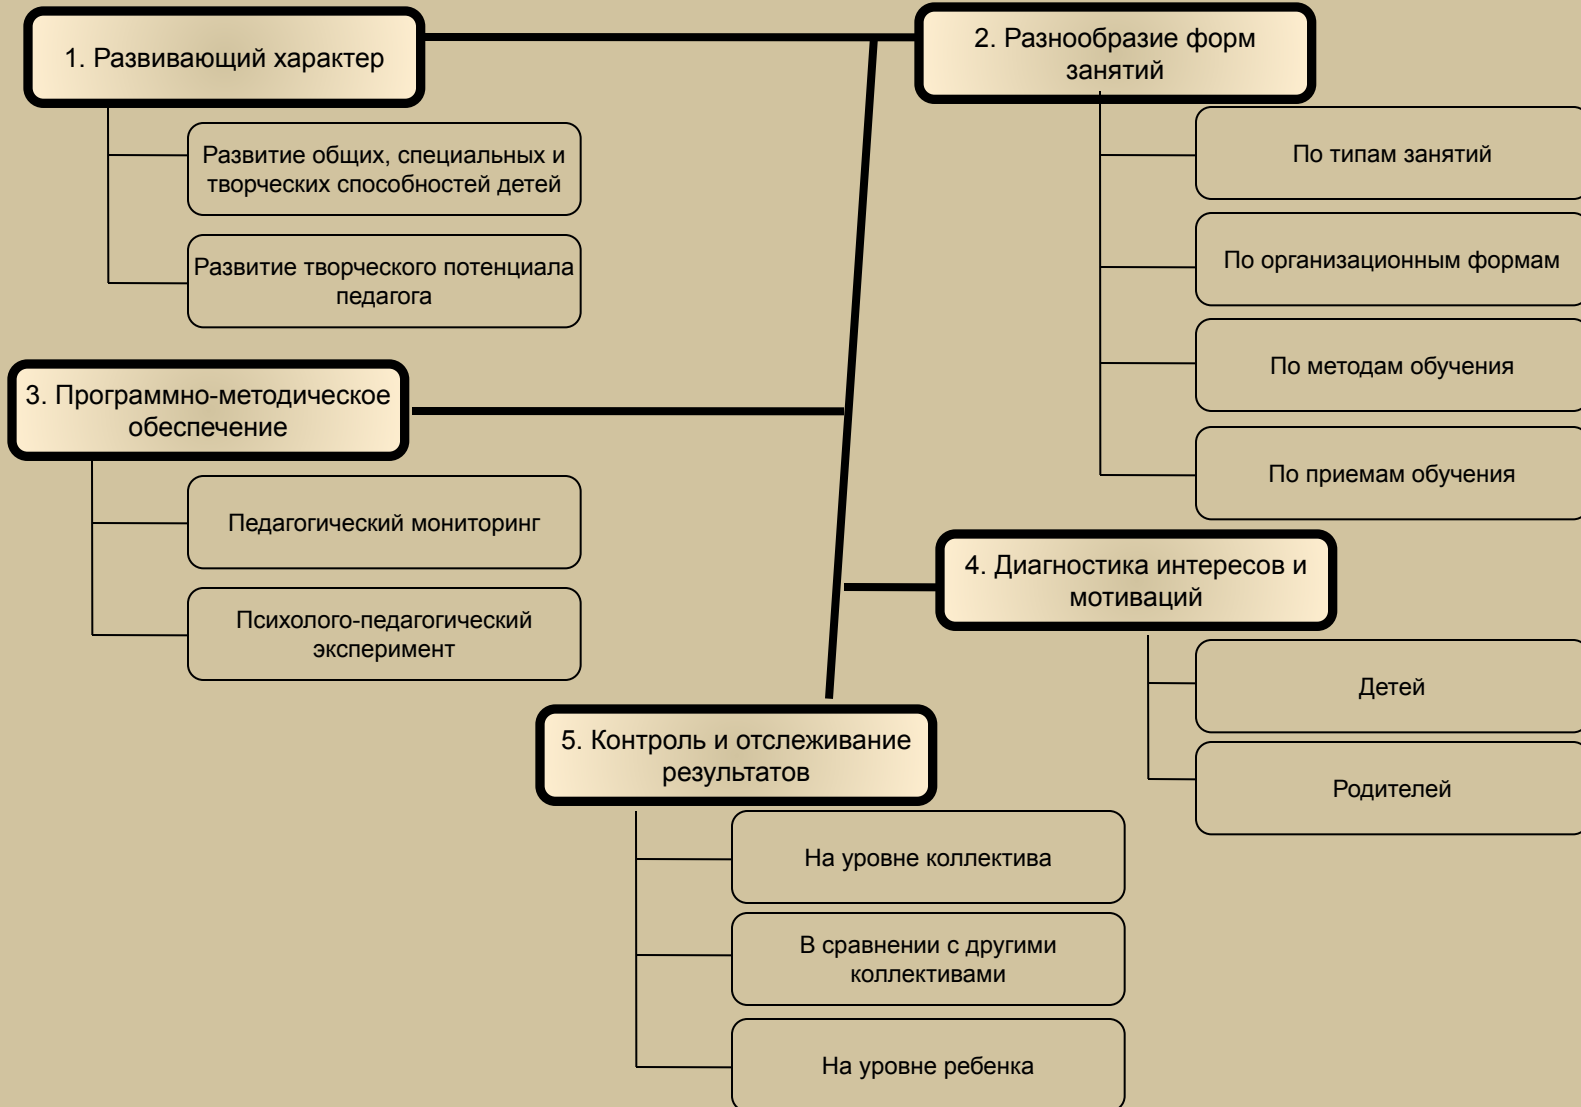 1. Развивающий характер
Развитие общих, специальных и
творческих способностей детей
Развитие творческого потенциала
педагога
2. Разнообразие форм
занятий
По типам занятий
По организационным формам
По методам обучения
По приемам обучения
3. Программно-методическое
обеспечение
Педагогический мониторинг
Психолого-педагогический
эксперимент
4. Диагностика интересов и
мотиваций
Детей
Родителей
5. Контроль и отслеживание
результатов
На уровне коллектива
В сравнении с другими
коллективами
На уровне ребенка